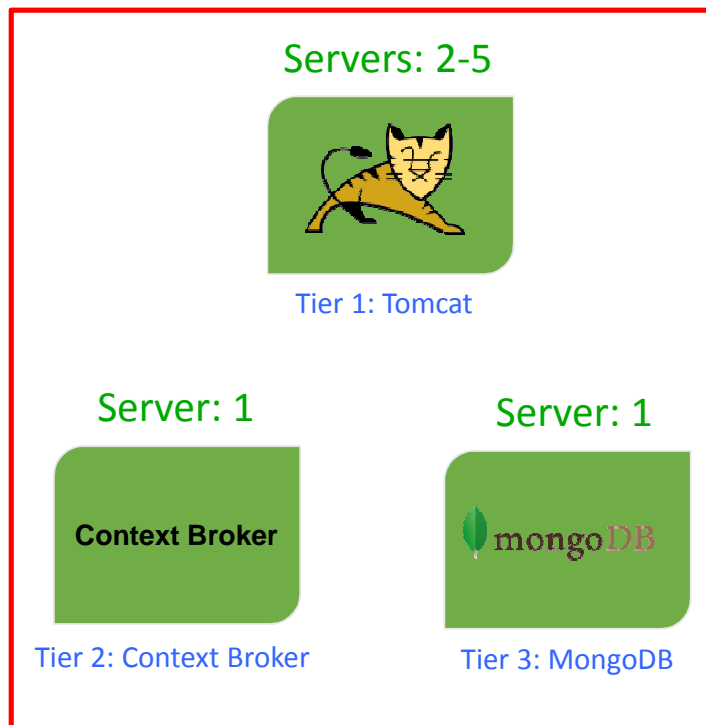 Servers: 2-5
Tier 1: Tomcat
Server: 1
Context Broker
Tier 2: Context Broker
Server: 1
mongoDB
Tier 3: MongoDB